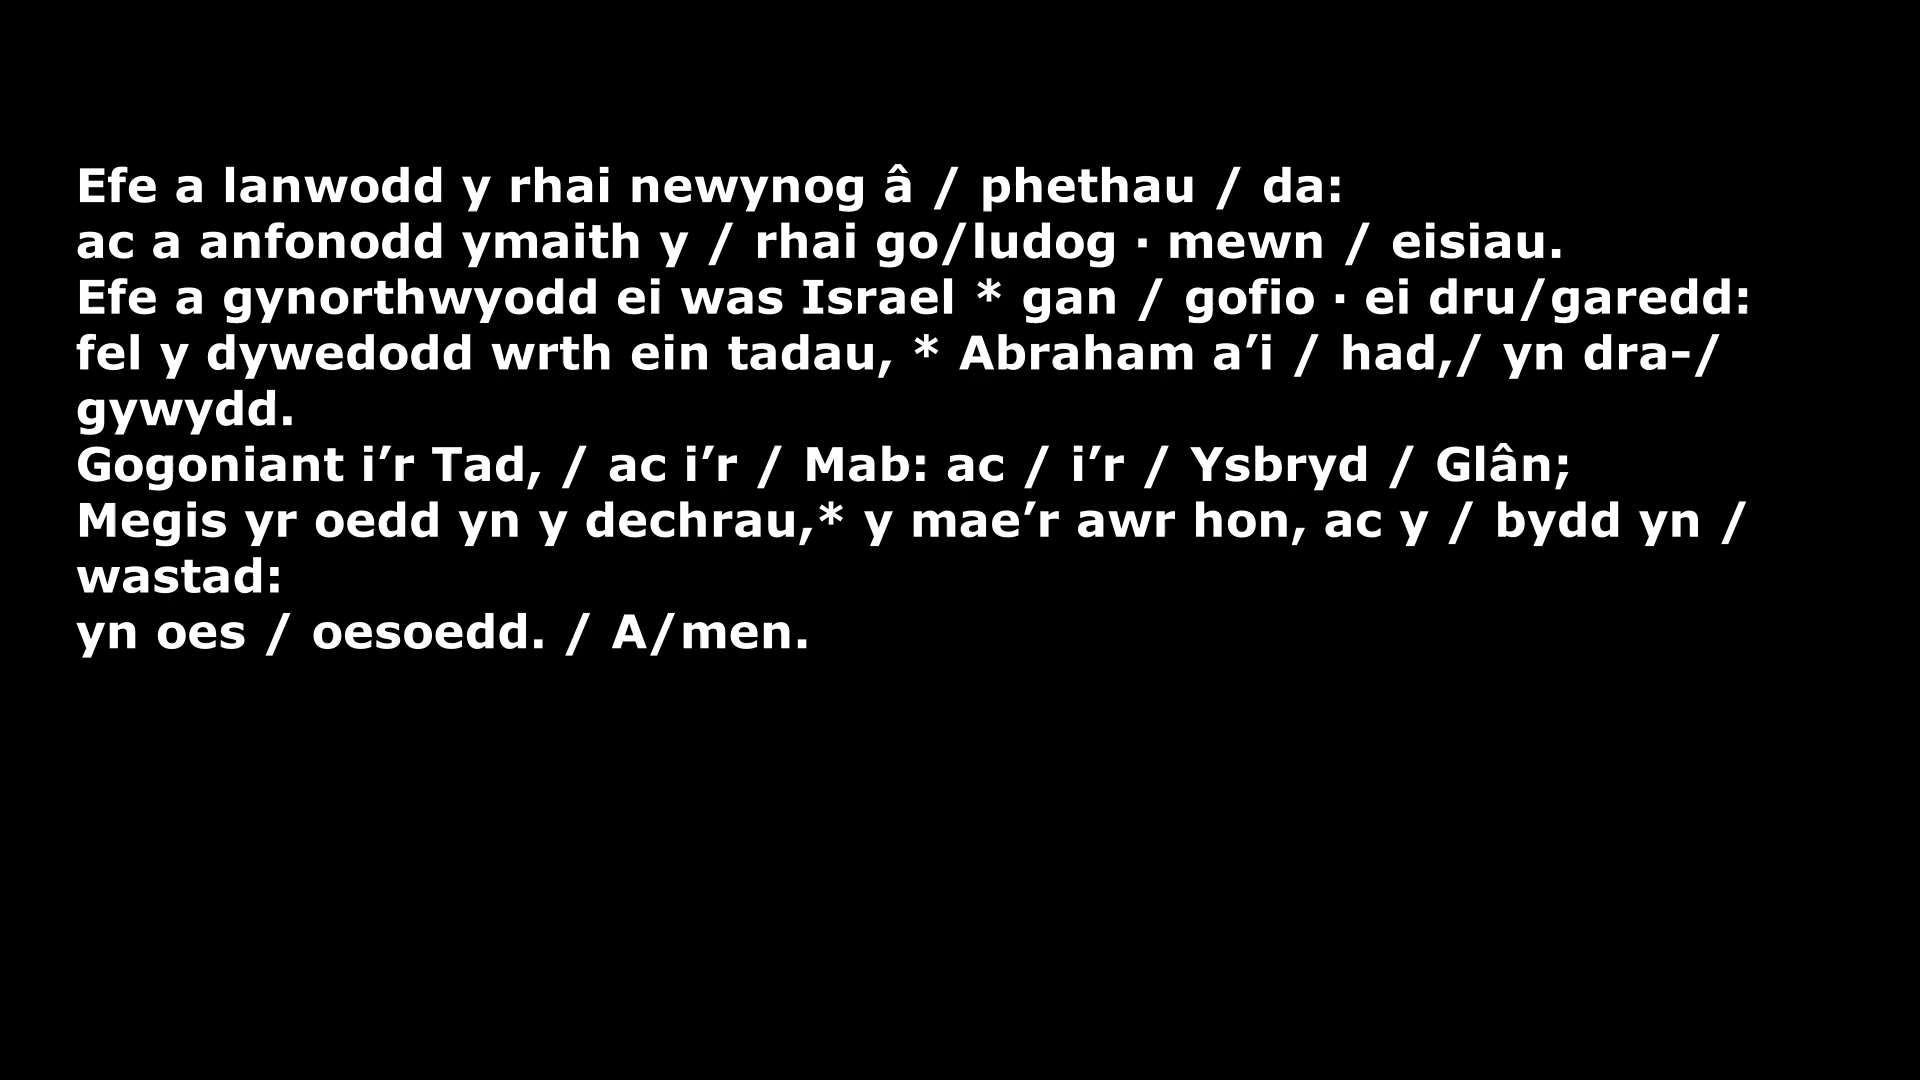 Efe a lanwodd y rhai newynog â / phethau / da:
ac a anfonodd ymaith y / rhai go/ludog · mewn / eisiau.
Efe a gynorthwyodd ei was Israel * gan / gofio · ei dru/garedd:
fel y dywedodd wrth ein tadau, * Abraham a’i / had,/ yn dra-/
gywydd.
Gogoniant i’r Tad, / ac i’r / Mab: ac / i’r / Ysbryd / Glân;
Megis yr oedd yn y dechrau,* y mae’r awr hon, ac y / bydd yn /
wastad:
yn oes / oesoedd. / A/men.